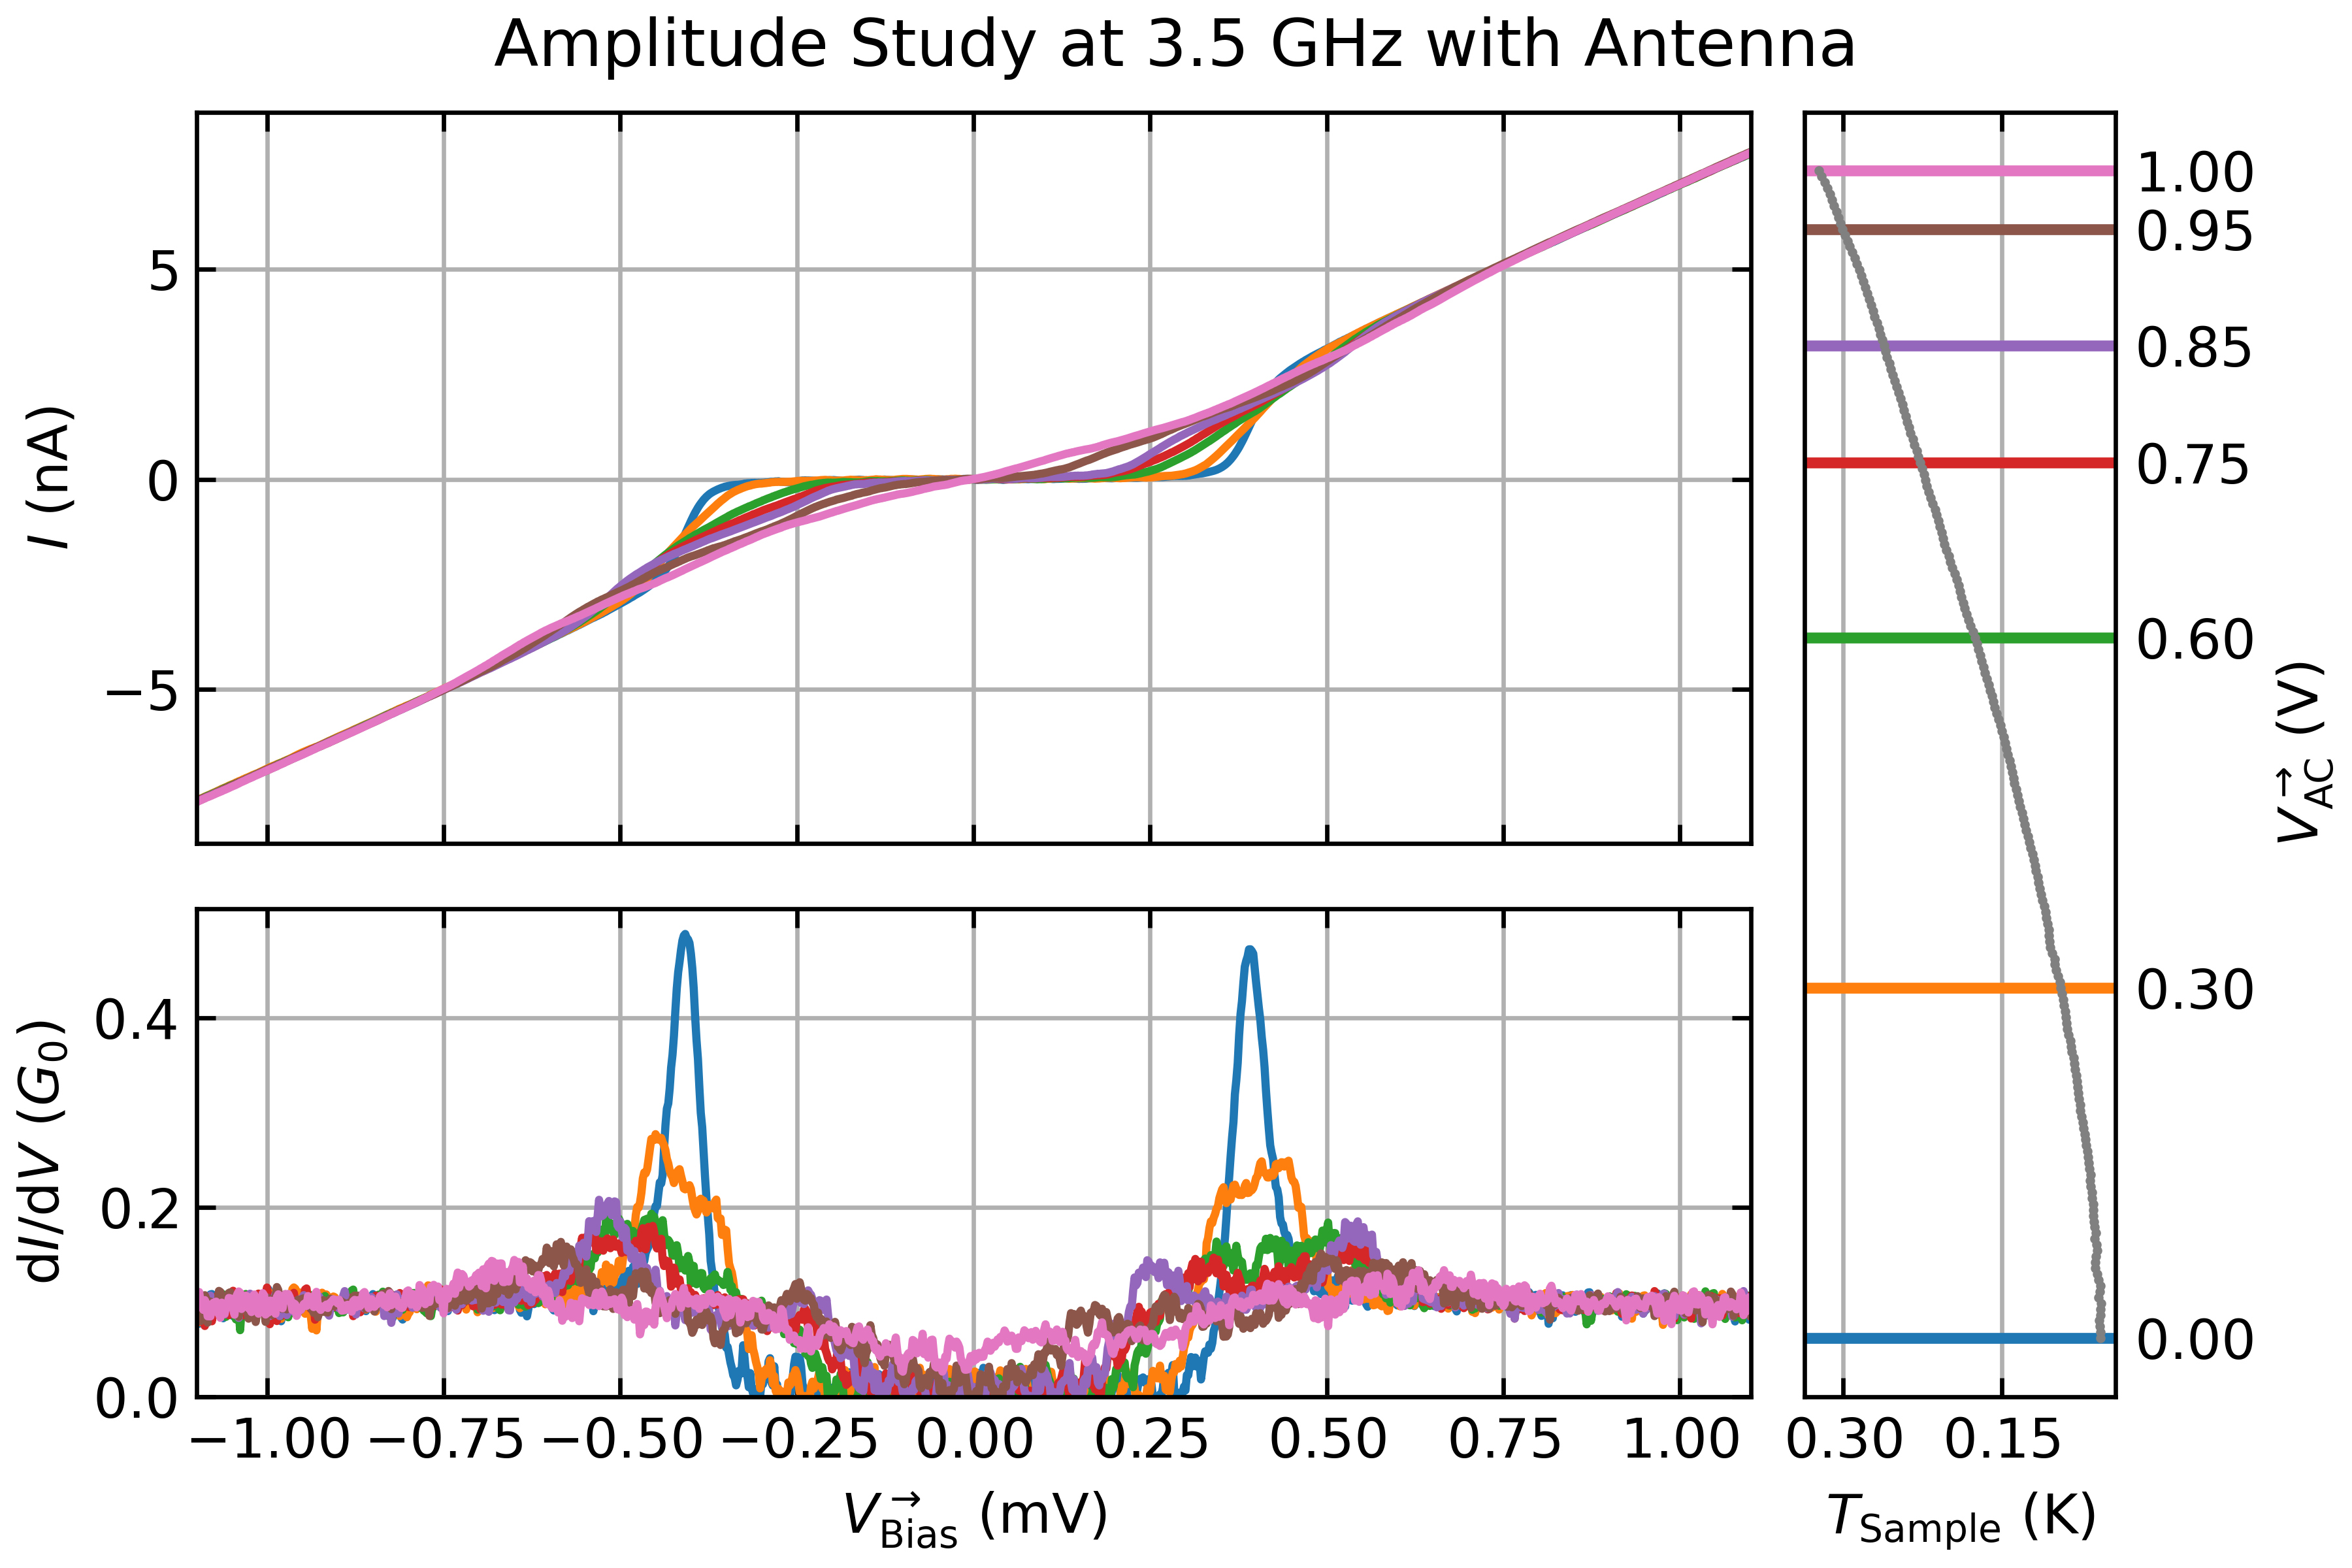 Amplitude Study at 3.5 GHz with Antenna
I (nA)
5
0
−5
dI/dV (G₀)
0.4
0.2
0.0
−1.00 −0.75 −0.50 −0.25 0.00 0.25 0.50 0.75 1.00
V→Bias (mV)
0.30 0.15
TSample (K)
1.00
0.95
0.85
0.75
0.60
0.30
0.00
V→AC (V)